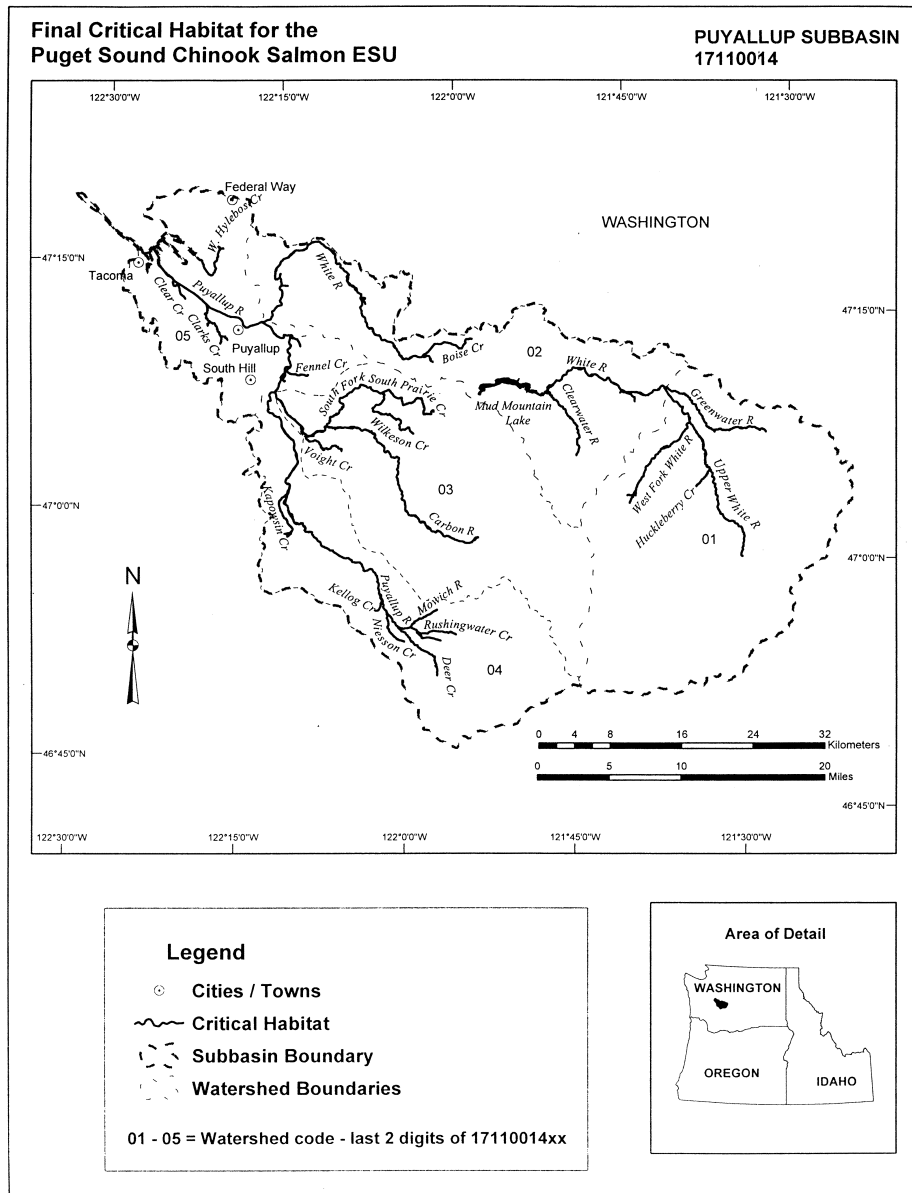 Final Critical Habitat for the
Puget Sound Chinook Salmon ESU
PUYALLUP SUBBASIN
17110014
122°30'0"W
122°15'0"W
122°0'0"W
121°45'0"W
121°30'0"W
Federal Way
W. Hylebos Cr
WASHINGTON
47°15'0"N
Tacoma
White R
Clear Cr
Puyallup R
47°15'0"N
05
Clarks Cr
Puyallup
Boise Cr
02
South Hill
Fennel Cr
White R
South Fork South Prairie Cr
Mud Mountain
Lake
Clearwater R
Greenwater R
Wilkeson Cr
Voight Cr
West Fork White R
Upper White R
47°0'0"N
Kapowsin Cr
03
Carbon R
Huckleberry Cr
01
47°0'0"N
N
Kellog Cr
Puyallup R
Mowich R
Rushingwater Cr
Niesson Cr
Deer Cr
04
0 4 8 16 24 32
Kilometers
0 5 10 20
Miles
46°45'0"N
46°45'0"N
122°30'0"W
122°15'0"W
122°0'0"W
121°45'0"W
121°30'0"W
Legend
Cities / Towns
Critical Habitat
Subbasin Boundary
Watershed Boundaries
01 - 05 = Watershed code - last 2 digits of 17110014xx
Area of Detail
WASHINGTON
OREGON
IDAHO